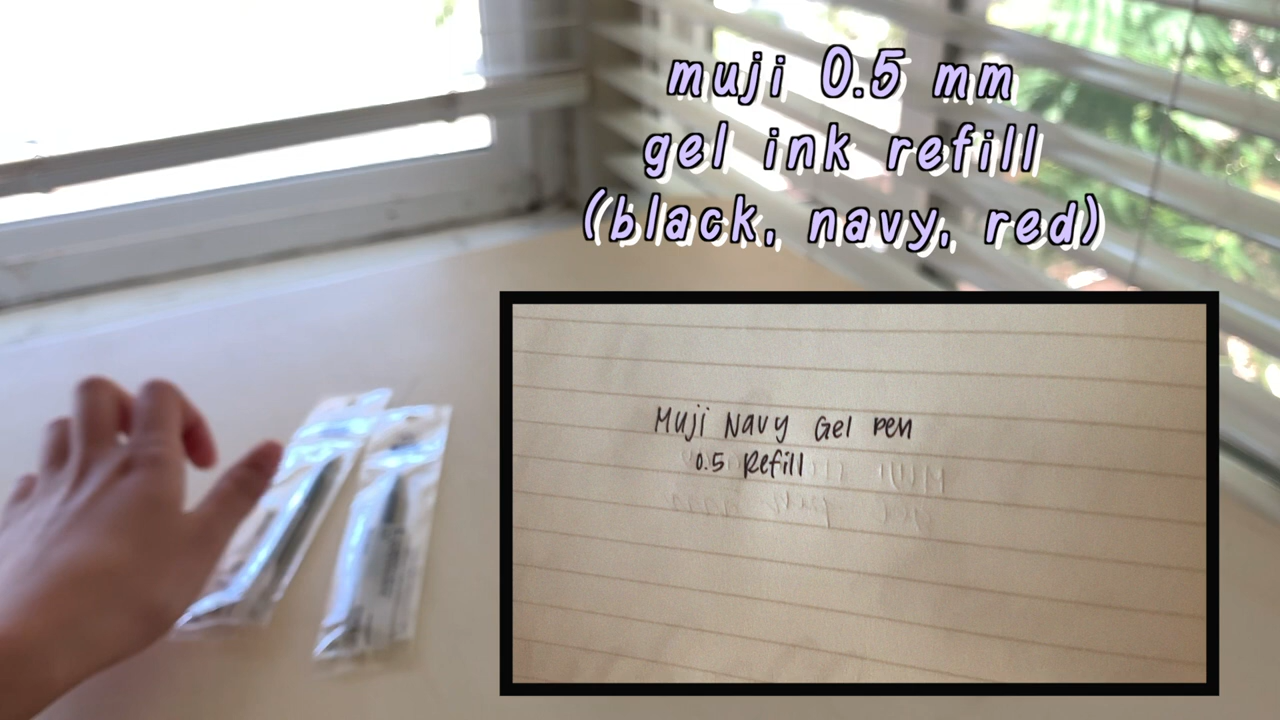 muji 0.5 mm
gel ink refill
(black, navy, red)
Muji Navy Gel Pen
0.5 Refill